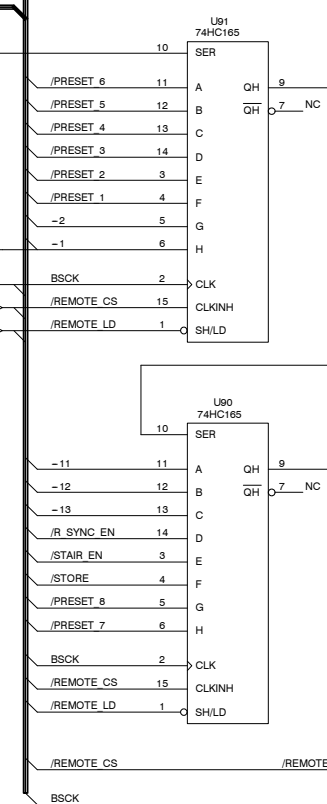 U91
74HC165
10 SER
/PRESET_6 11 A QH 9
/PRESET_5 12 B QH 7 NC
/PRESET_4 13 C
/PRESET_3 14 D
/PRESET_2 3 E
/PRESET_1 4 F
-2 5 G
-1 6 H
BSCK 2 CLK
/REMOTE_CS 15 CLKINH
/REMOTE_LD 1 SH/LD
U90
74HC165
10 SER
-11 11 A QH 9
-12 12 B QH 7 NC
-13 13 C
/R_SYNC_EN 14 D
/STAIR_EN 3 E
/STORE 4 F
/PRESET_8 5 G
/PRESET_7 6 H
BSCK 2 CLK
/REMOTE_CS 15 CLKINH
/REMOTE_LD 1 SH/LD
/REMOTE_CS /REMOTE
BSCK